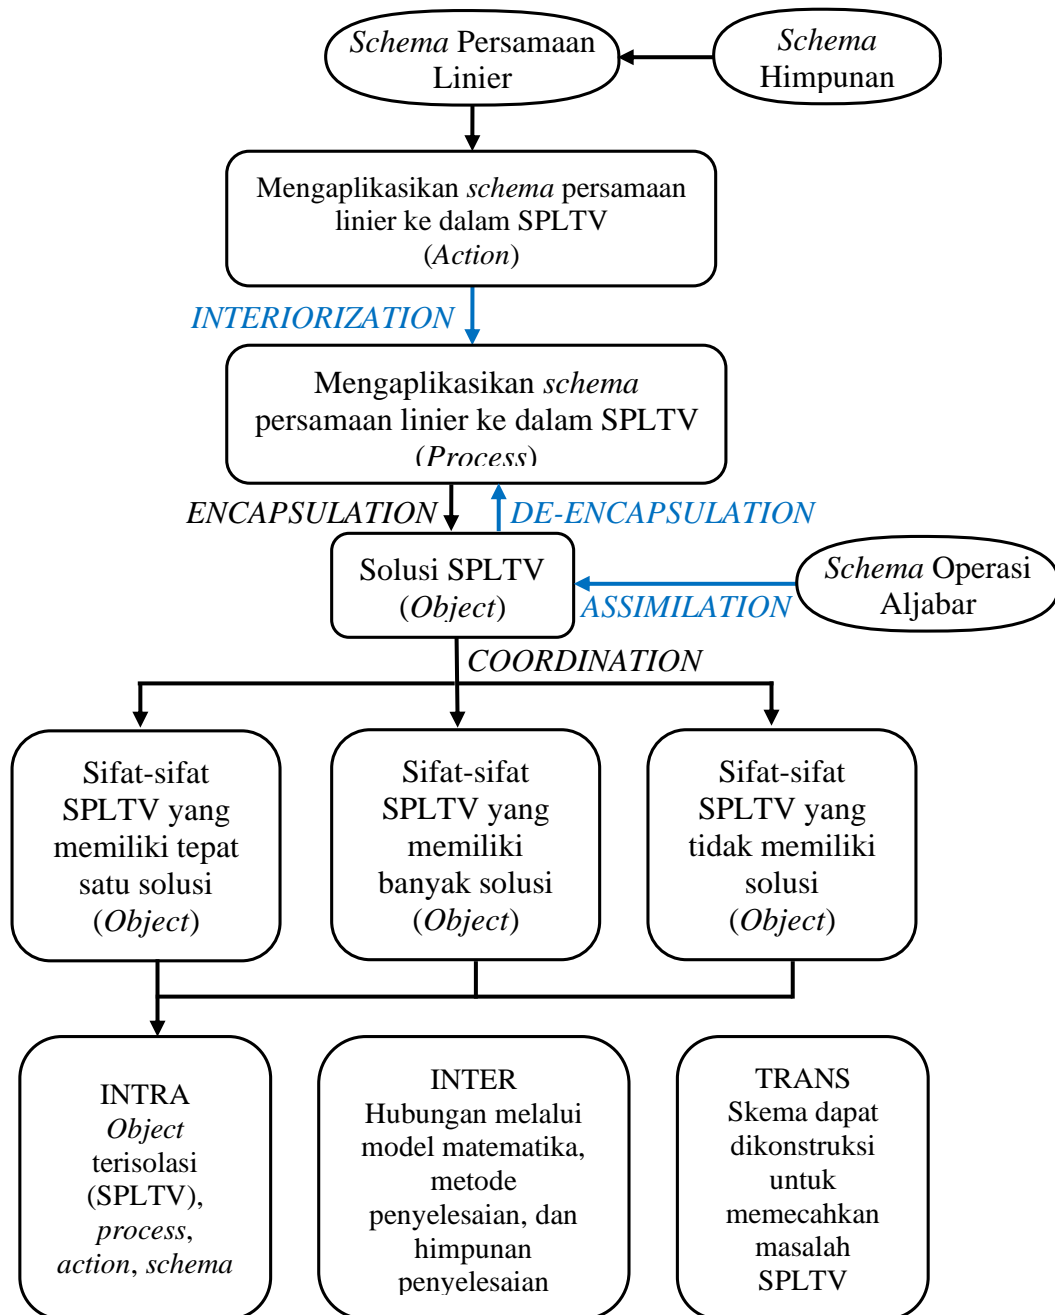 Schema Persamaan
Linier
Schema
Himpunan
Mengaplikasikan schema persamaan
linier ke dalam SPLTV
(Action)
INTERIORIZATION
Mengaplikasikan schema
persamaan linier ke dalam SPLTV
(Process)
ENCAPSULATION
DE-ENCAPSULATION
Solusi SPLTV
(Object)
ASSIMILATION
Schema Operasi
Aljabar
COORDINATION
Sifat-sifat
SPLTV yang
memiliki tepat
satu solusi
(Object)
Sifat-sifat
SPLTV yang
memiliki
banyak solusi
(Object)
Sifat-sifat
SPLTV yang
tidak memiliki
solusi
(Object)
INTRA
Object
terisolasi
(SPLTV),
process,
action, schema
INTER
Hubungan melalui
model matematika,
metode
penyelesaian, dan
himpunan
penyelesaian
TRANS
Skema dapat
dikonstruksi
untuk
memecahkan
masalah
SPLTV